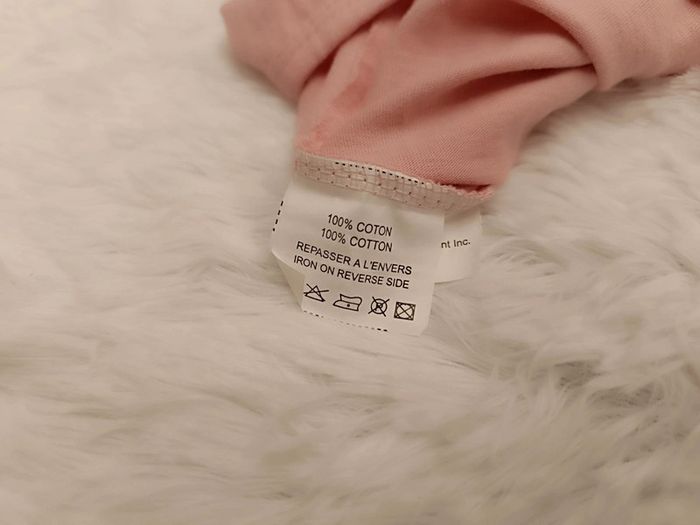 100% COTON
100% COTTON
REPASSER A L'ENVERS
IRON ON REVERSE SIDE
nt Inc.